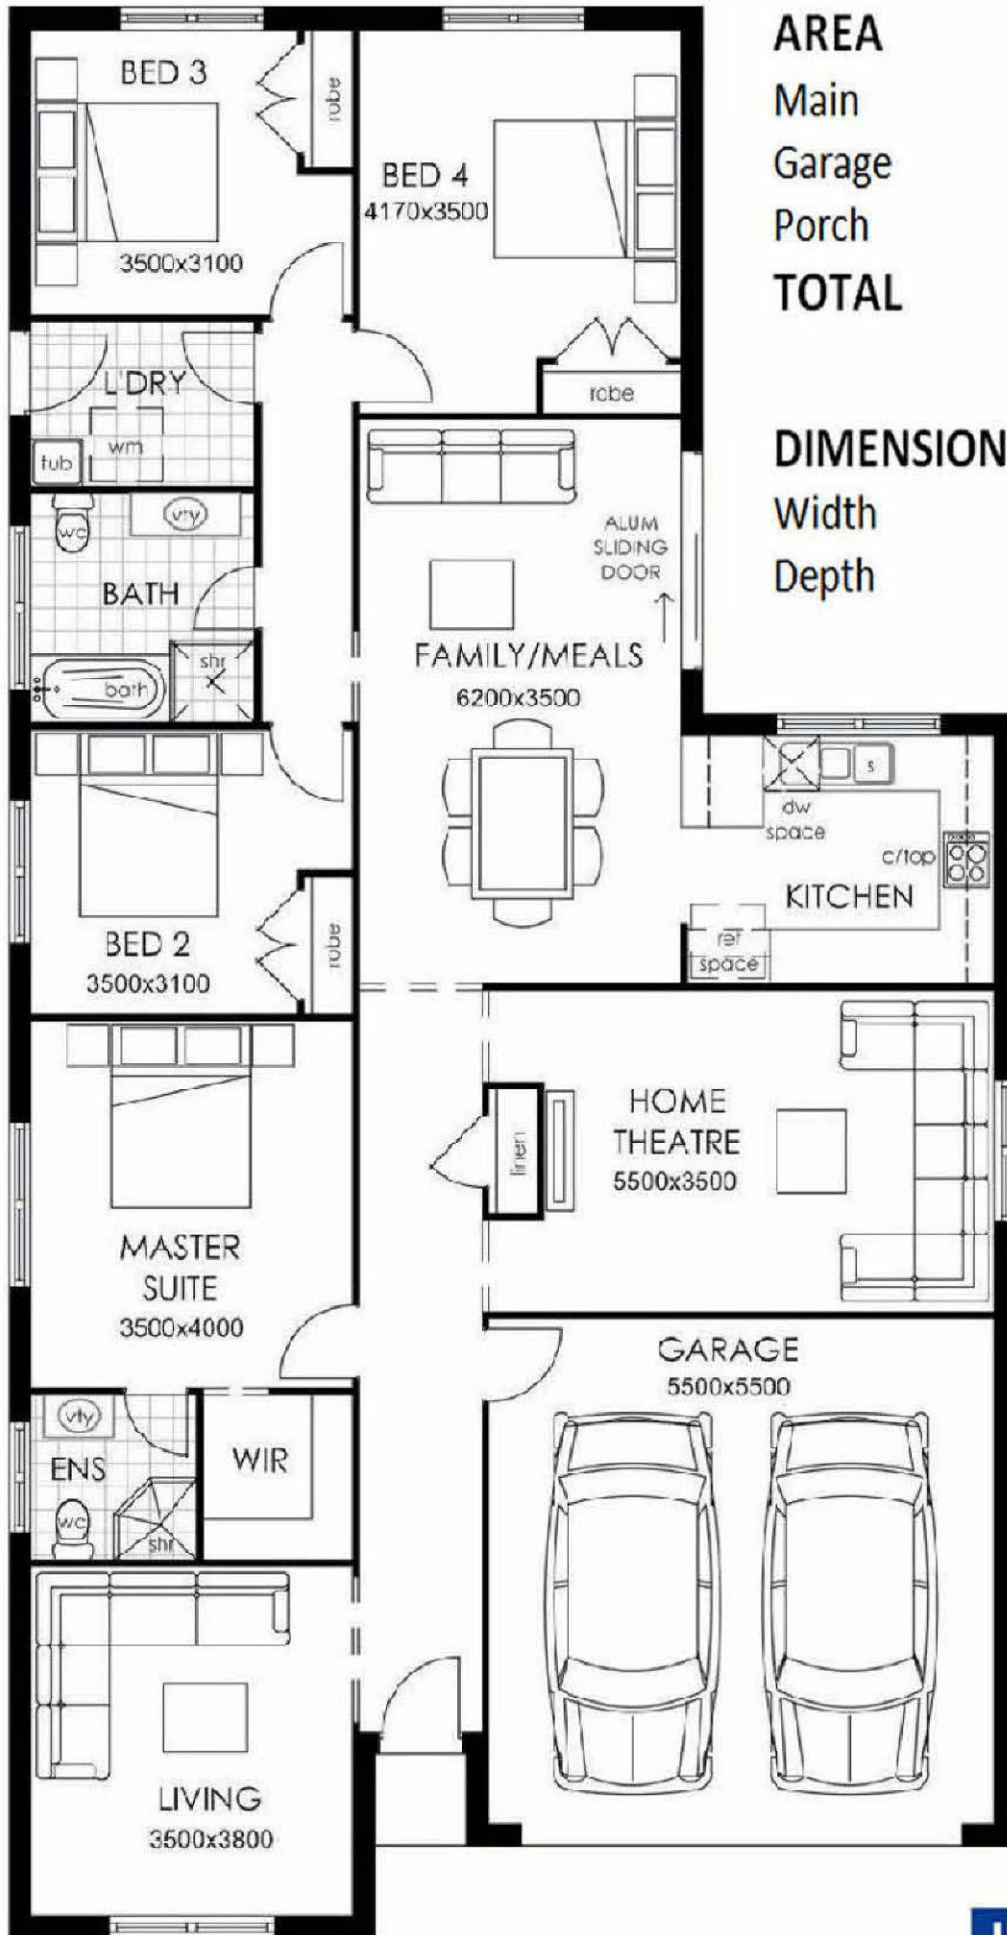 AREA
Main
Garage
Porch
TOTAL
DIMENSION
Width
Depth
BED 3
robe
3500x3100
BED 4
4170x3500
robe
L'DRY
wm
tub
wc
vty
BATH
shr
bath
ALUM
SLIDING
DOOR
FAMILY/MEALS
6200x3500
s
dw
space
c/top
KITCHEN
ref
space
BED 2
3500x3100
robe
HOME
THEATRE
5500x3500
linen
MASTER
SUITE
3500x4000
GARAGE
5500x5500
vty
ENS
WIR
wc
shr
LIVING
3500x3800